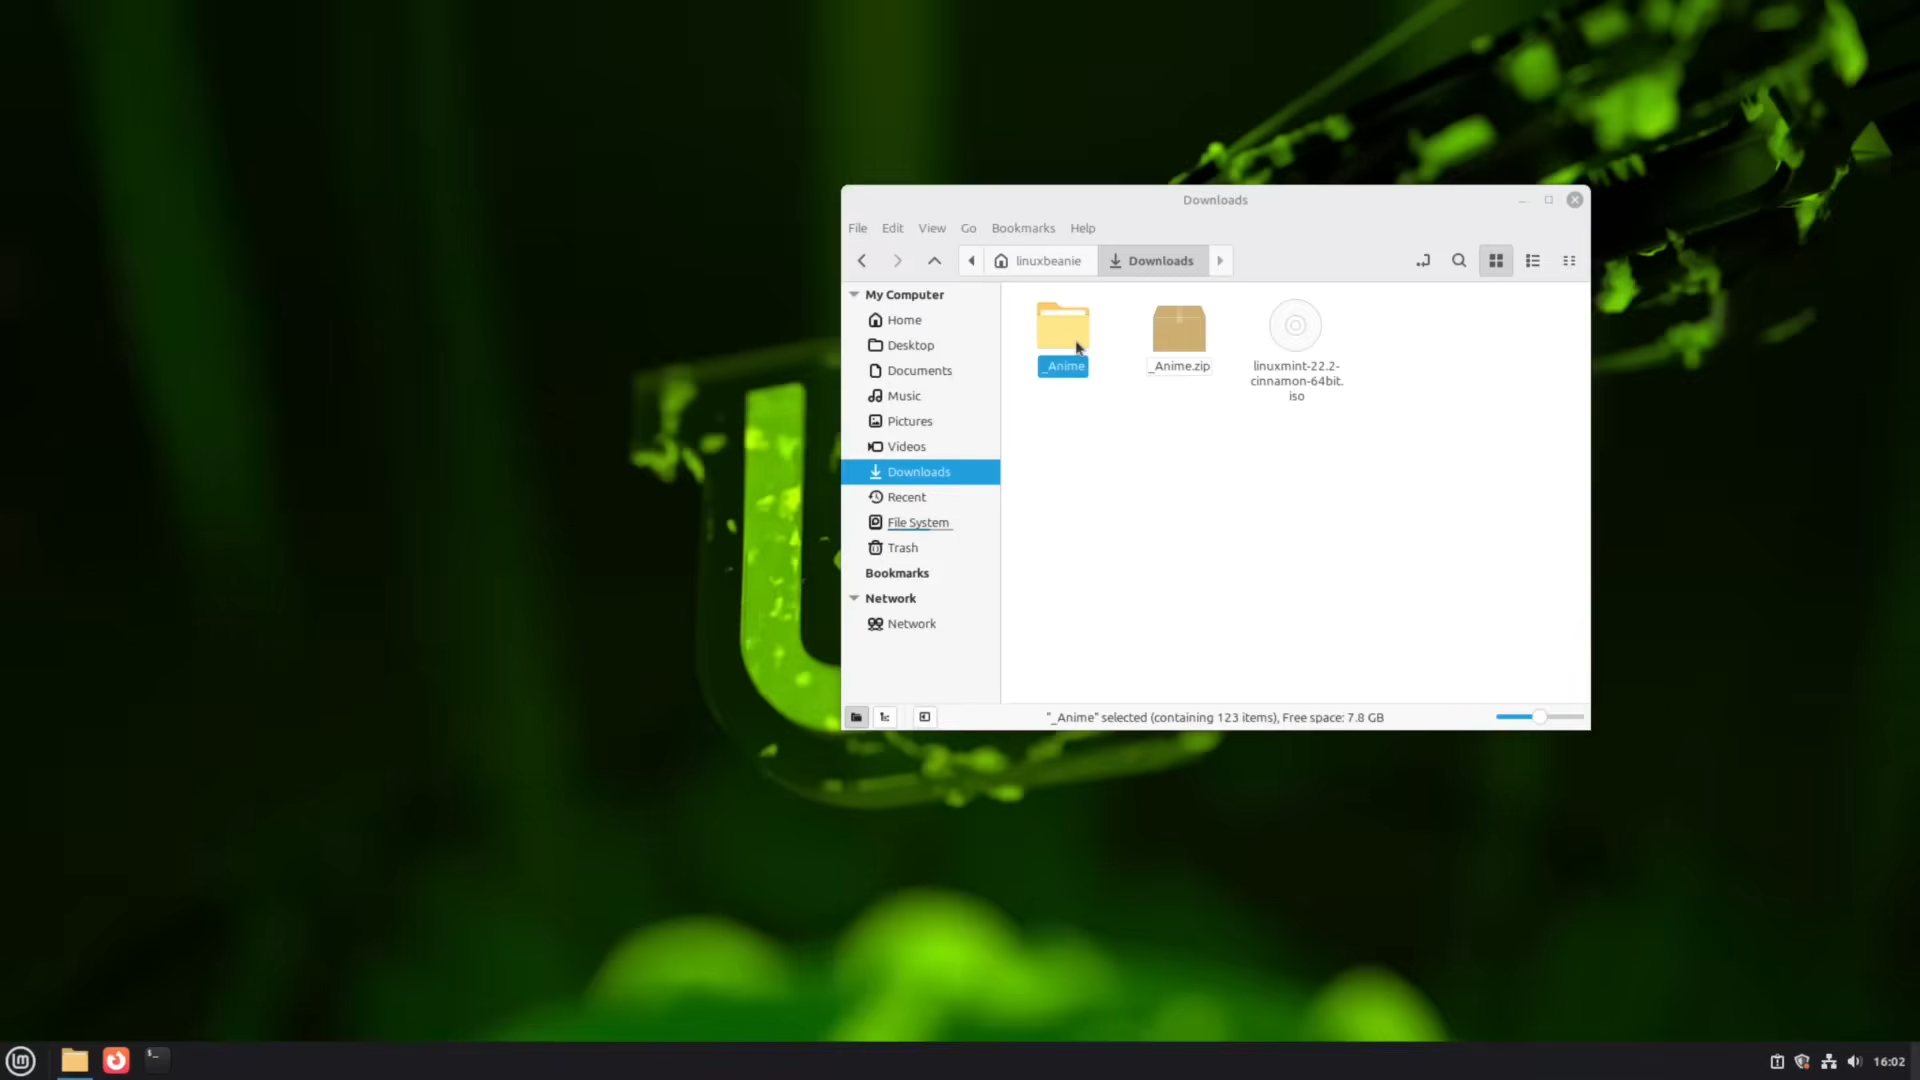 Downloads
File Edit View Go Bookmarks Help
linuxbeanie Downloads
My Computer
Home
Desktop
Documents
Music
Pictures
Videos
Downloads
Recent
File System
Trash
Bookmarks
Network
Network
_Anime
_Anime.zip
linuxmint-22.2-
cinnamon-64bit.
iso
"_Anime" selected (containing 123 items), Free space: 7.8 GB
16:02